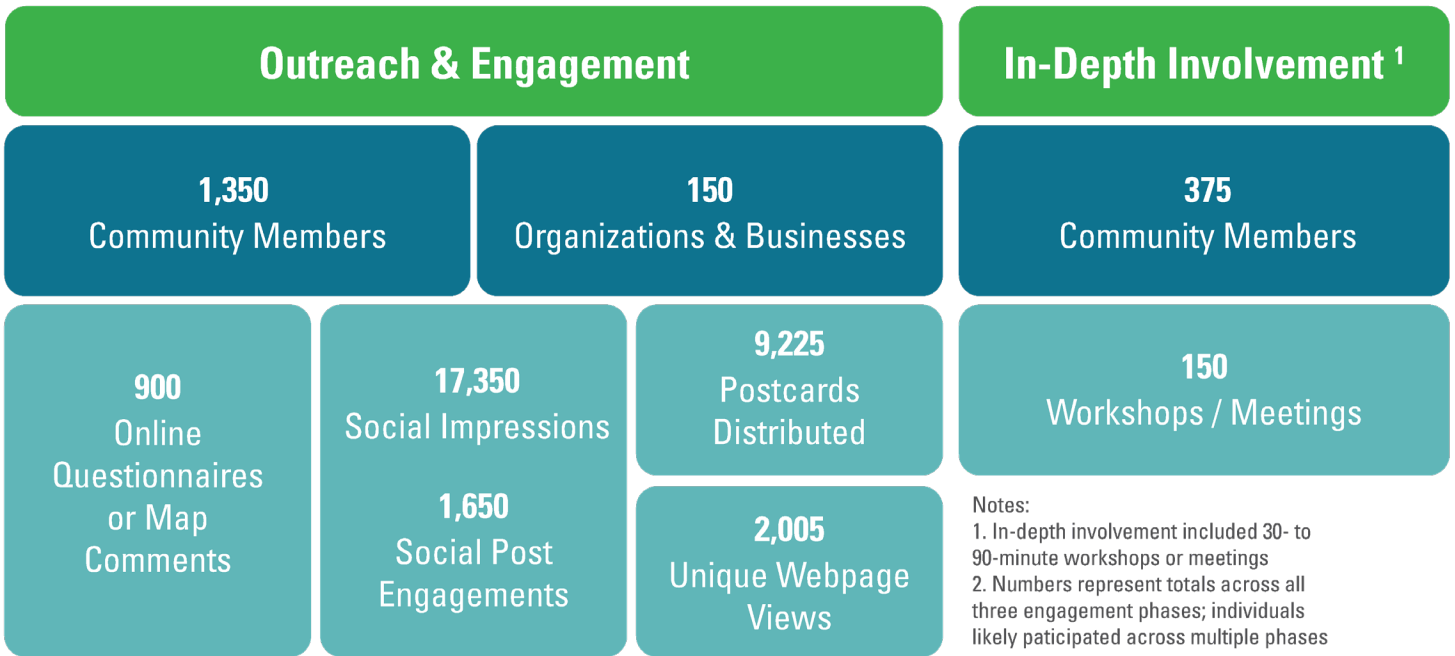 Outreach & Engagement
In-Depth Involvement 1
1,350
Community Members
150
Organizations & Businesses
375
Community Members
900
Online
Questionnaires
or Map
Comments
17,350
Social Impressions
1,650
Social Post
Engagements
9,225
Postcards
Distributed
2,005
Unique Webpage
Views
150
Workshops / Meetings
Notes:
1. In-depth involvement included 30- to
90-minute workshops or meetings
2. Numbers represent totals across all
three engagement phases; individuals
likely paticipated across multiple phases